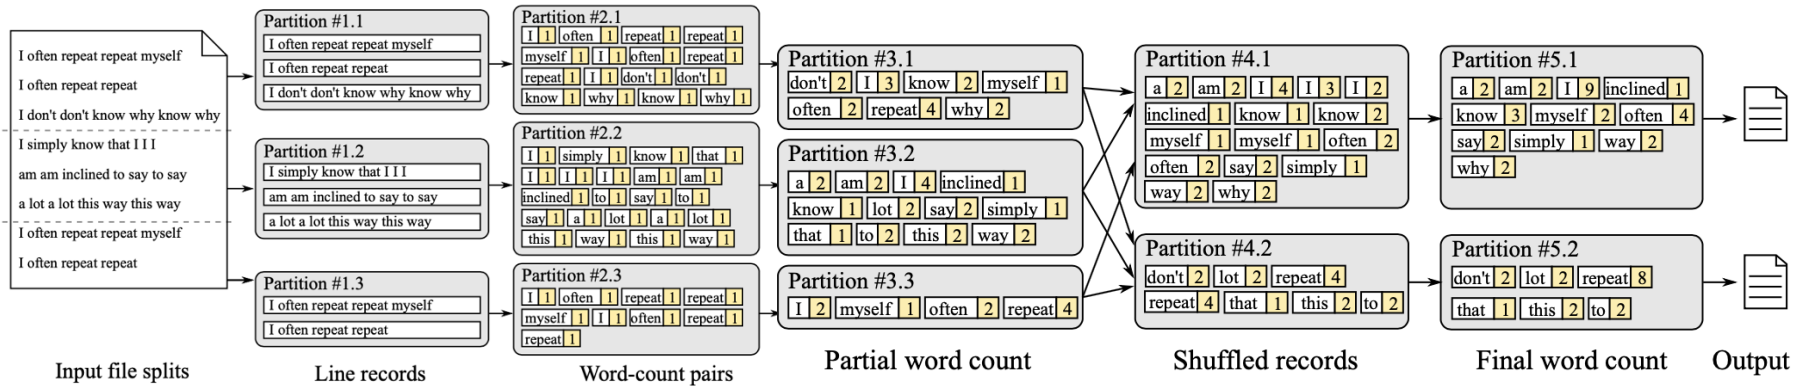 I often repeat repeat myself
I often repeat repeat
I don't don't know why know why
I simply know that I I I
am am inclined to say to say
a lot a lot this way this way
I often repeat repeat myself
I often repeat repeat
Input file splits
Partition #1.1
I often repeat repeat myself
I often repeat repeat
I don't don't know why know why
Partition #1.2
I simply know that I I I
am am inclined to say to say
a lot a lot this way this way
Partition #1.3
I often repeat repeat myself
I often repeat repeat
Line records
Partition #2.1
I 1 often 1 repeat 1 repeat 1
myself 1 I 1 often 1 repeat 1
repeat 1 I 1 don't 1 don't 1
know 1 why 1 know 1 why 1
Partition #2.2
I 1 simply 1 know 1 that 1
I 1 I 1 I 1 am 1 am 1
inclined 1 to 1 say 1 to 1
say 1 a 1 lot 1 a 1 lot 1
this 1 way 1 this 1 way 1
Partition #2.3
I 1 often 1 repeat 1 repeat 1
myself 1 I 1 often 1 repeat 1
repeat 1
Word-count pairs
Partition #3.1
don't 2 I 3 know 2 myself 1
often 2 repeat 4 why 2
Partition #3.2
a 2 am 2 I 4 inclined 1
know 1 lot 2 say 2 simply 1
that 1 to 2 this 2 way 2
Partition #3.3
I 2 myself 1 often 2 repeat 4
Partial word count
Partition #4.1
a 2 am 2 I 4 I 3 I 2
inclined 1 know 1 know 2
myself 1 myself 1 often 2
often 2 say 2 simply 1
way 2 why 2
Partition #4.2
don't 2 lot 2 repeat 4
repeat 4 that 1 this 2 to 2
Shuffled records
Partition #5.1
a 2 am 2 I 9 inclined 1
know 3 myself 2 often 4
say 2 simply 1 way 2
why 2
Partition #5.2
don't 2 lot 2 repeat 8
that 1 this 2 to 2
Final word count
Output